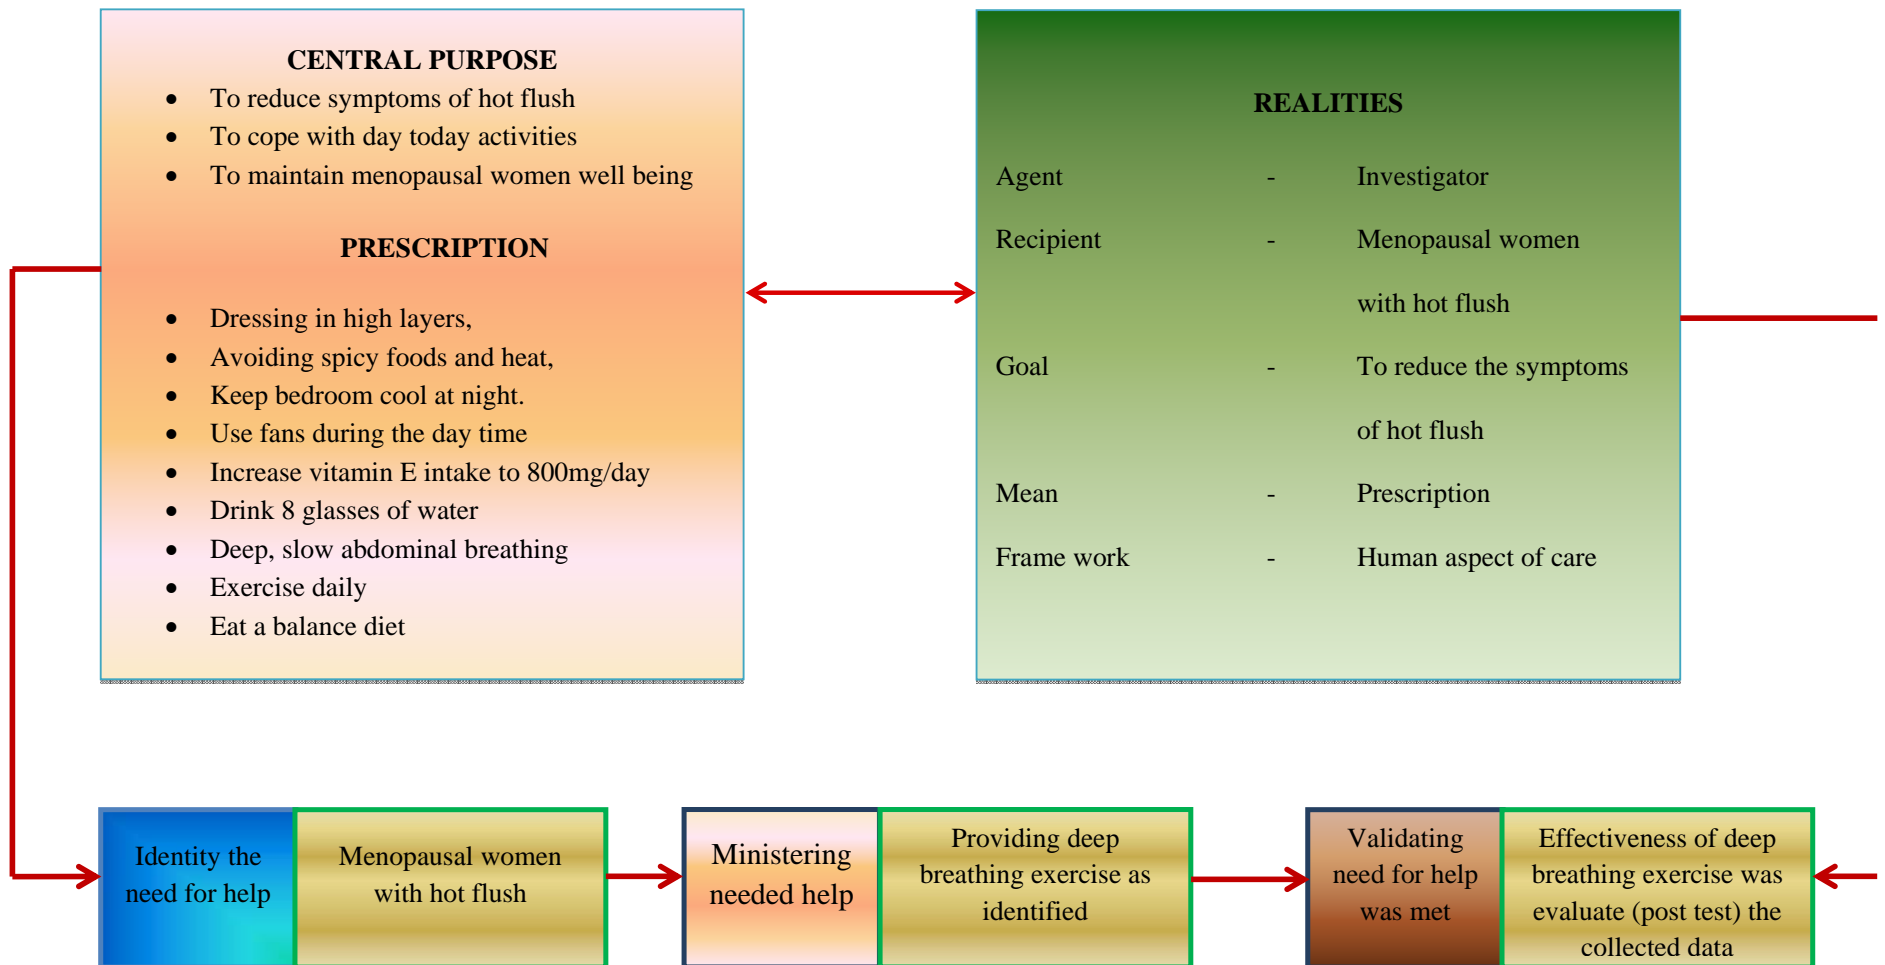 CENTRAL PURPOSE
• To reduce symptoms of hot flush
• To cope with day today activities
• To maintain menopausal women well being
PRESCRIPTION
• Dressing in high layers,
• Avoiding spicy foods and heat,
• Keep bedroom cool at night.
• Use fans during the day time
• Increase vitamin E intake to 800mg/day
• Drink 8 glasses of water
• Deep, slow abdominal breathing
• Exercise daily
• Eat a balance diet
REALITIES
Agent - Investigator
Recipient - Menopausal women
with hot flush
Goal - To reduce the symptoms
of hot flush
Mean - Prescription
Frame work - Human aspect of care
Identity the
need for help
Menopausal women
with hot flush
Ministering
needed help
Providing deep
breathing exercise as
identified
Validating
need for help
was met
Effectiveness of deep
breathing exercise was
evaluate (post test) the
collected data